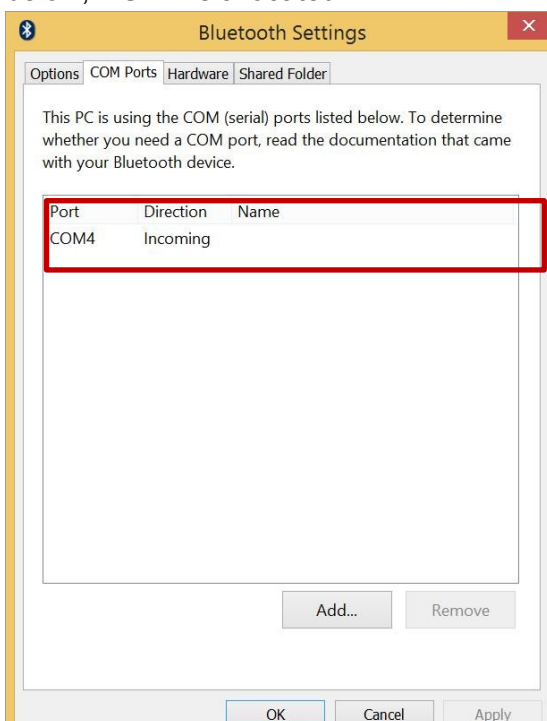 Bluetooth Settings
Options COM Ports Hardware Shared Folder
This PC is using the COM (serial) ports listed below. To determine
whether you need a COM port, read the documentation that came
with your Bluetooth device.
Port Direction Name
COM4 Incoming
Add... Remove
OK Cancel Apply